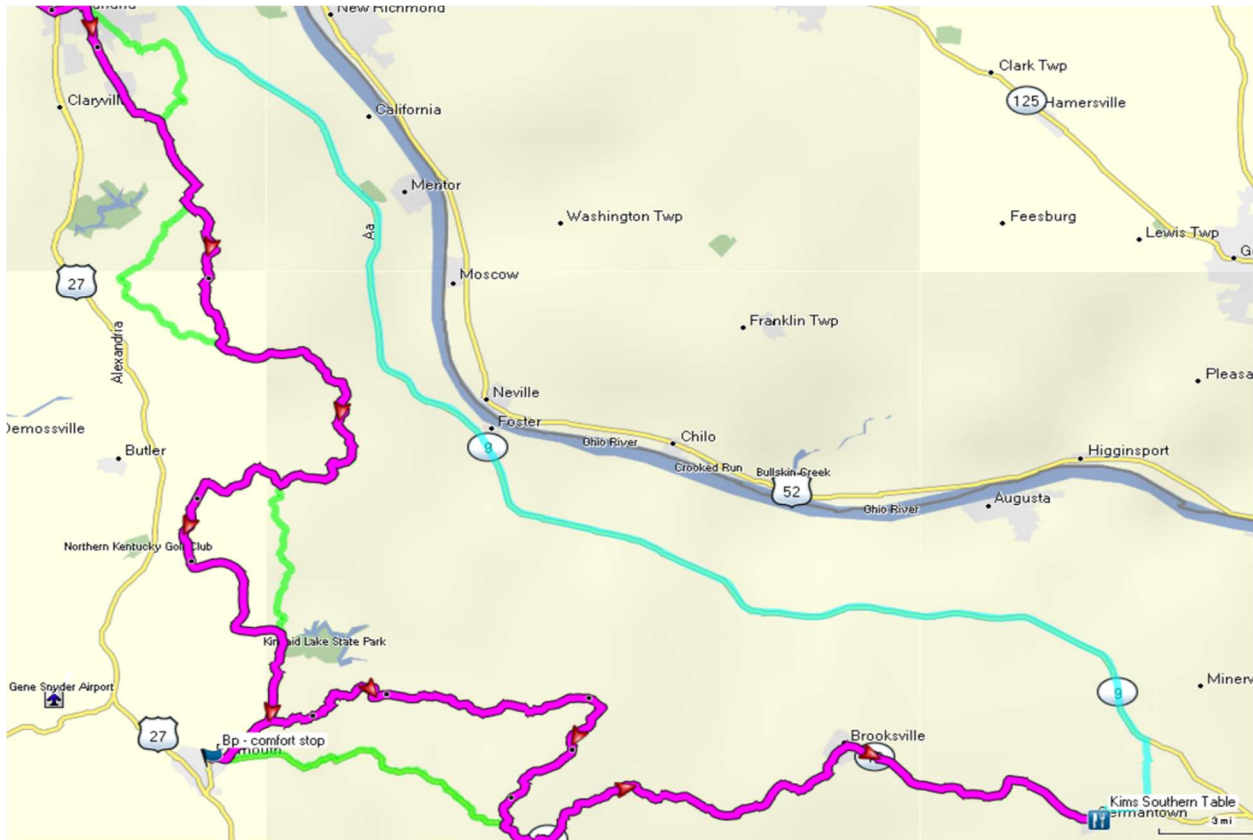 New Richmond
Clark Twp
125
Hamersville
Claryvill
California
Mentor
Washington Twp
Feesburg
Lewis Twp
Aa
27
Moscow
Franklin Twp
Alexandria
Pleasa
Neville
Demossville
Foster
Butler
9
Chilo
Ohio River
Crooked Run
Bullskin Creek
52
Higginsport
Augusta
Ohio River
Northern Kentucky Golf Club
Kincaid Lake State Park
Gene Snyder Airport
9
Minerv
27
Bp - comfort stop
Brooksville
Kims Southern Table
Germantown
3 mi